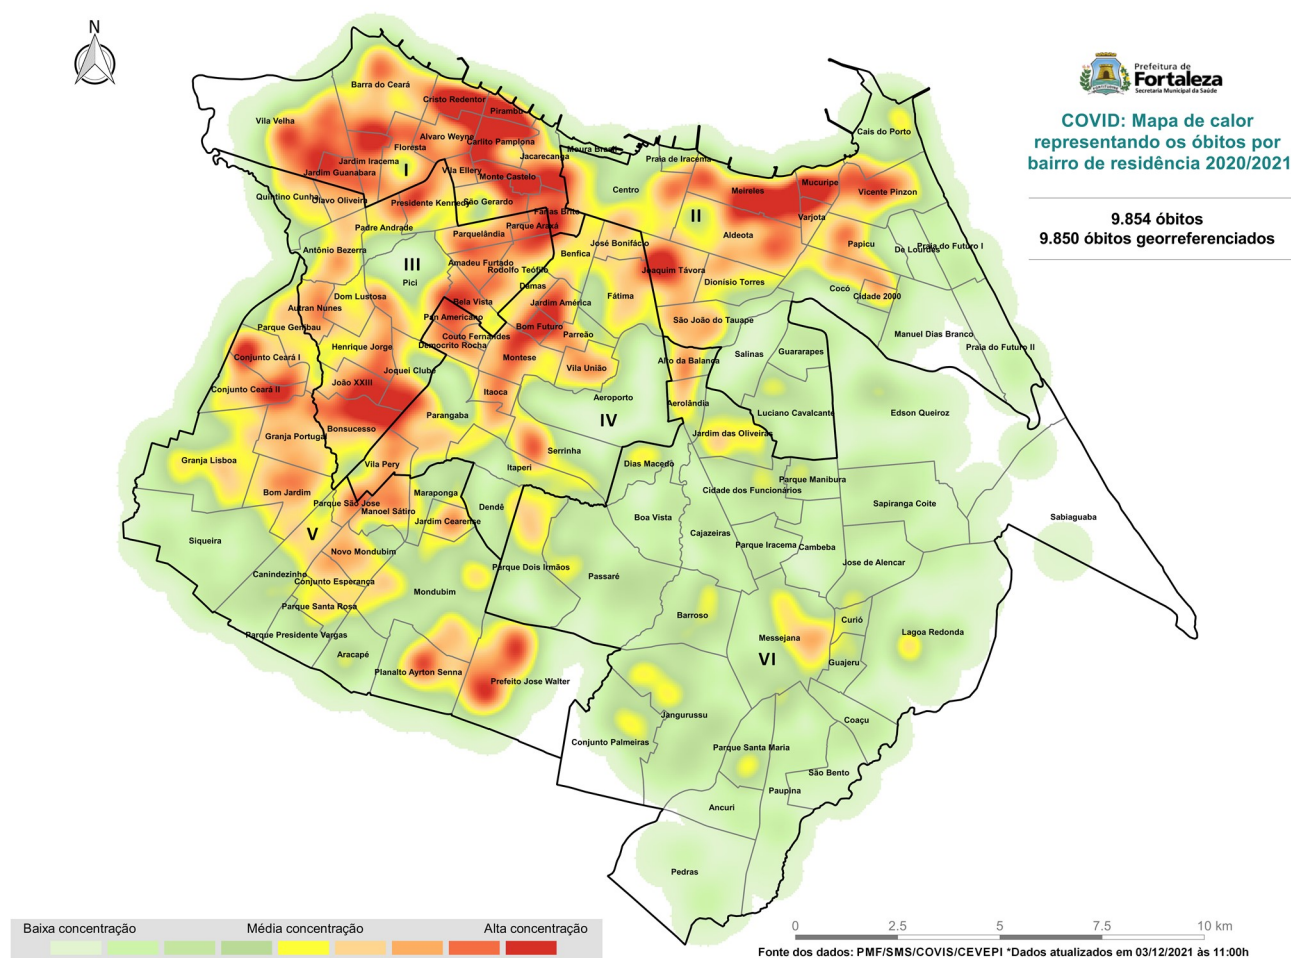 N
Prefeitura de
Fortaleza
Secretaria Municipal da Saúde
COVID: Mapa de calor
representando os óbitos por
bairro de residência 2020/2021
9.854 óbitos
9.850 óbitos georreferenciados
Barra do Ceará
Cristo Redentor
Pirambu
Vila Velha
Cais do Porto
Alvaro Weyne
Carlito Pamplona
Floresta
Moura Brasil
Jacarecanga
Praia de Iracema
Jardim Iracema
Jardim Guanabara
I
Vila Ellery
Monte Castelo
Centro
Meireles
Mucuripe
Vicente Pinzon
Quintino Cunha
Olavo Oliveira
Presidente Kennedy
São Gerardo
Farias Brito
II
Varjota
Padre Andrade
Parquelândia
Parque Araxá
Aldeota
Antônio Bezerra
José Bonifácio
Papicu
De Lourdes
Praia do Futuro I
Benfica
III
Amadeu Furtado
Rodolfo Teófilo
Joaquim Távora
Pici
Damas
Dionísio Torres
Cocó
Cidade 2000
Dom Lustosa
Fátima
Bela Vista
Jardim América
Autran Nunes
Pan Americano
São João do Tauape
Parque Genibau
Bom Futuro
Parreão
Manuel Dias Branco
Couto Fernandes
Democrito Rocha
Henrique Jorge
Praia do Futuro II
Conjunto Ceará I
Montese
Salinas
Guararapes
Alto da Balança
Vila União
Joquei Clube
João XXIII
Conjunto Ceará II
Itaoca
Aeroporto
Aerolândia
Parangaba
IV
Luciano Cavalcante
Edson Queiroz
Bonsucesso
Granja Portugal
Jardim das Oliveiras
Serrinha
Granja Lisboa
Vila Pery
Itaperi
Dias Macedo
Parque Manibura
Cidade dos Funcionários
Bom Jardim
Maraponga
Parque São Jose
Manoel Sátiro
Dendê
Sapiranga Coite
Jardim Cearense
Boa Vista
Sabiaguaba
V
Cajazeiras
Siqueira
Parque Iracema
Cambeba
Novo Mondubim
Jose de Alencar
Parque Dois Irmãos
Canindezinho
Conjunto Esperança
Passaré
Mondubim
Parque Santa Rosa
Barroso
Curió
Parque Presidente Vargas
Messejana
Lagoa Redonda
Aracapé
VI
Guajeru
Planalto Ayrton Senna
Prefeito Jose Walter
Jangurussu
Coaçu
Conjunto Palmeiras
Parque Santa Maria
São Bento
Paupina
Ancuri
Pedras
Baixa concentração
Média concentração
Alta concentração
0 2.5 5 7.5 10 km
Fonte dos dados: PMF/SMS/COVIS/CEVEPI *Dados atualizados em 03/12/2021 às 11:00h